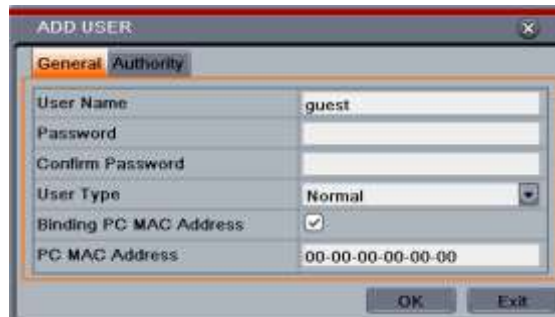 ADD USER
General Authority
User Name guest
Password
Confirm Password
User Type Normal
Binding PC MAC Address
PC MAC Address 00-00-00-00-00-00
OK Exit